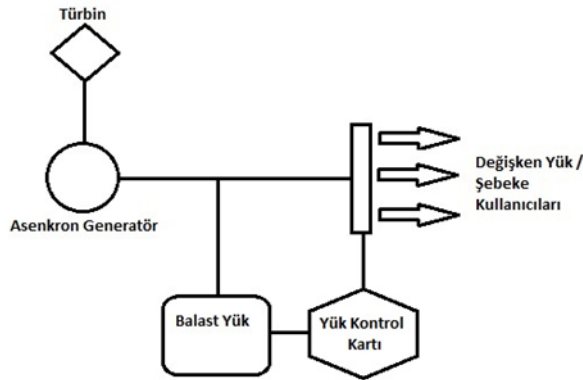 Türbin
Asenkron Generatör
Değişken Yük /
Şebeke
Kullanıcıları
Balast Yük
Yük Kontrol
Kartı